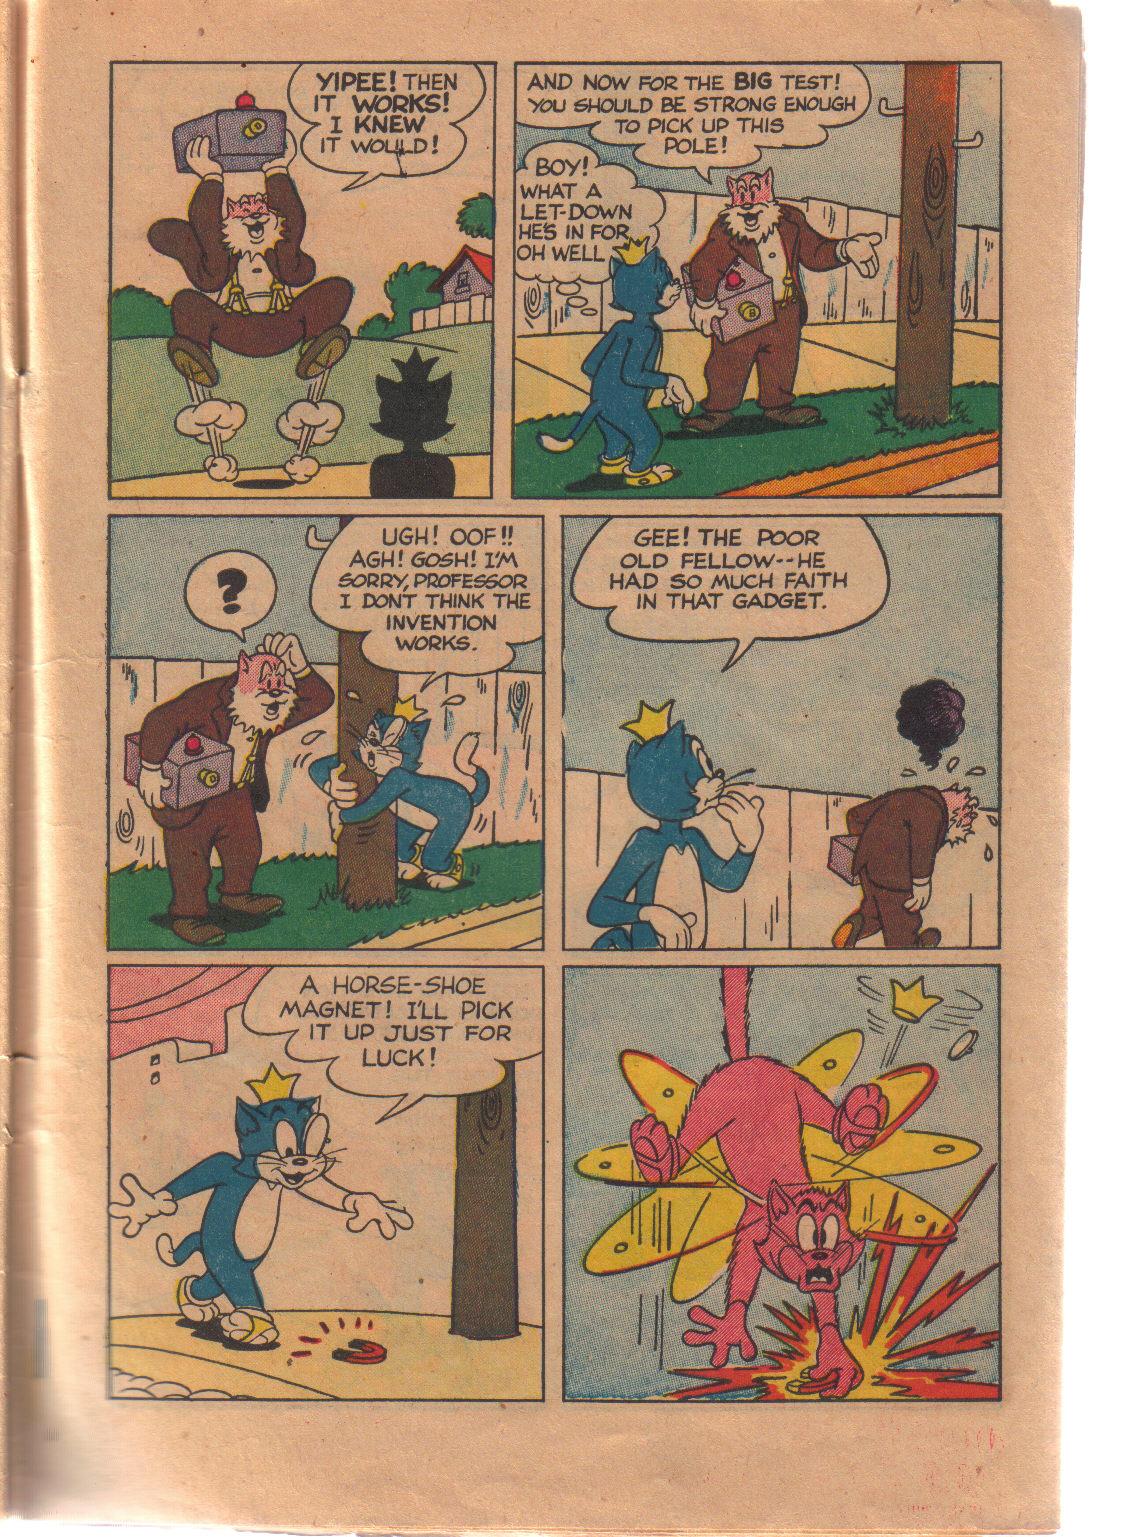 YIPEE! THEN
IT WORKS!
I KNEW
IT WOULD!
AND NOW FOR THE BIG TEST!
YOU SHOULD BE STRONG ENOUGH
TO PICK UP THIS
POLE!
BOY!
WHAT A
LET-DOWN
HE'S IN FOR
OH WELL
B
?
UGH! OOF!!
AGH! GOSH! I'M
SORRY, PROFESSOR
I DON'T THINK THE
INVENTION
WORKS.
GEE! THE POOR
OLD FELLOW--HE
HAD SO MUCH FAITH
IN THAT GADGET.
A HORSE-SHOE
MAGNET! I'LL PICK
IT UP JUST FOR
LUCK!